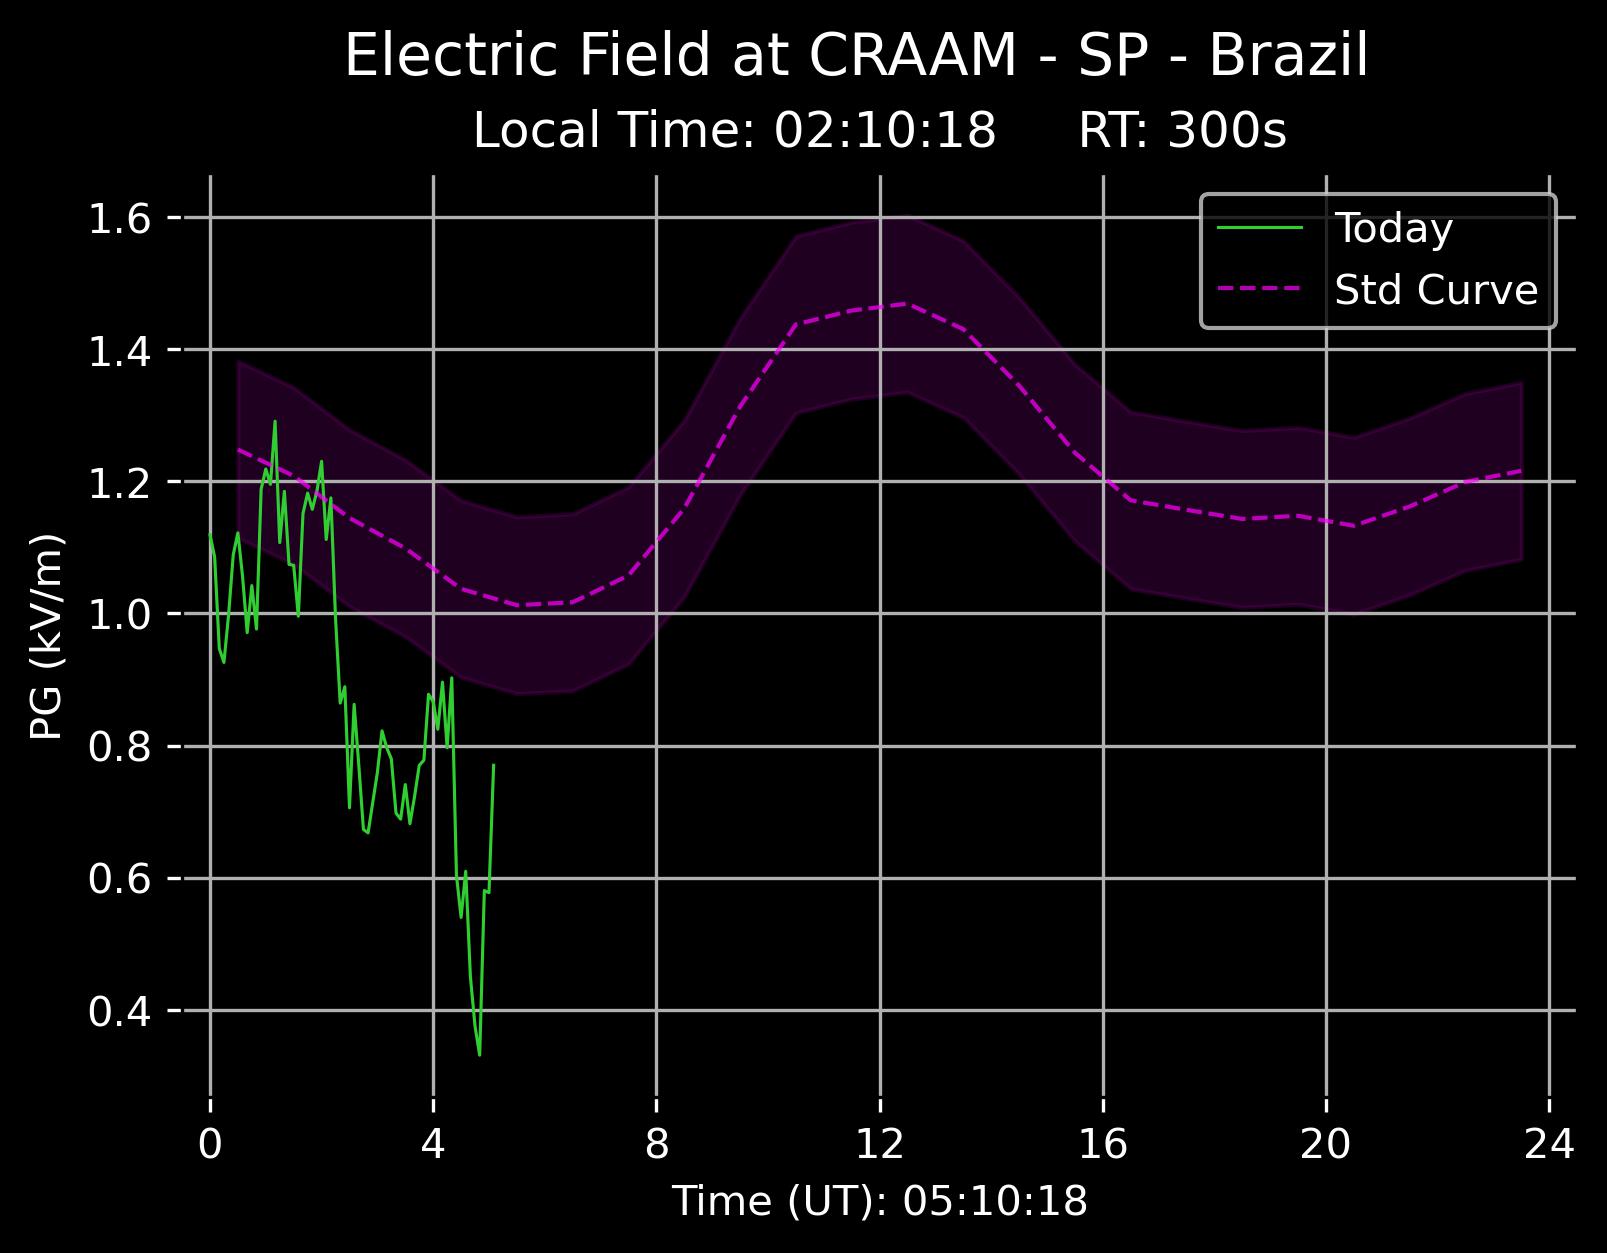 Electric Field at CRAAM - SP - Brazil
Local Time: 02:10:18 RT: 300s
Today
Std Curve
PG (kV/m)
1.6
1.4
1.2
1.0
0.8
0.6
0.4
0 4 8 12 16 20 24
Time (UT): 05:10:18